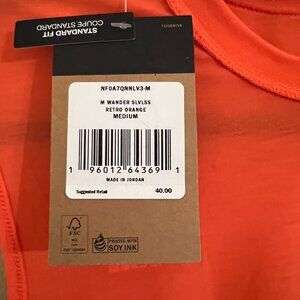 STANDARD FIT
COUPE STANDARD
NF0A7QNNLV3-M
M WANDER SLVLSS
RETRO ORANGE
MEDIUM
1 96012 64369 1
MADE IN JORDAN
Suggested Retail 40.00
FSC
MIX
PRINTED WITH
SOY INK